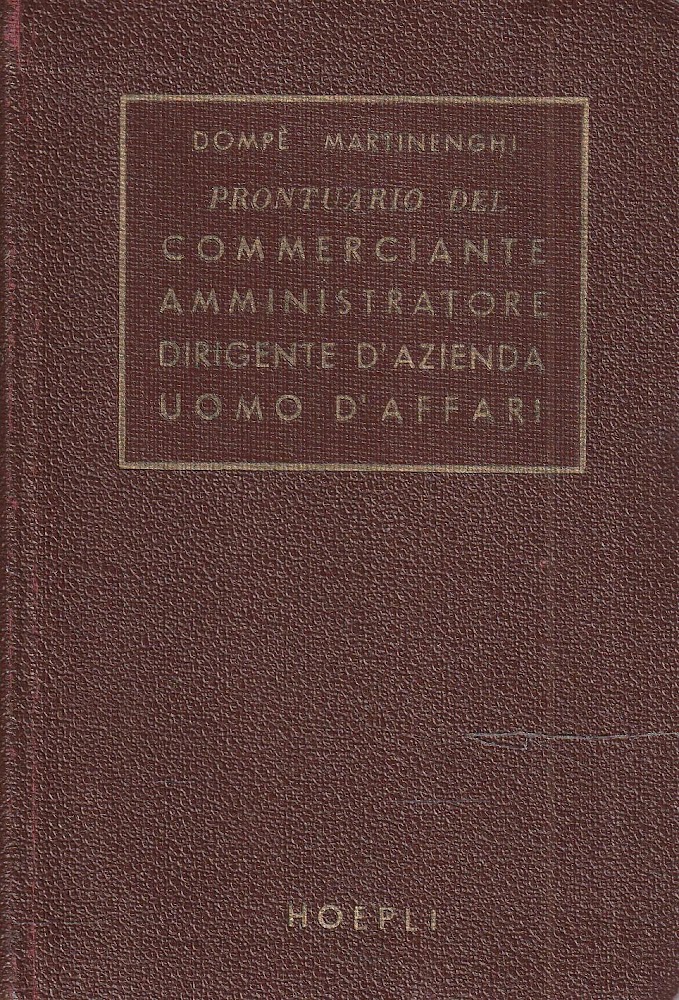 DOMPÈ MARTINENGHI
PRONTUARIO DEL
COMMERCIANTE
AMMINISTRATORE
DIRIGENTE D'AZIENDA
UOMO D'AFFARI
HOEPLI